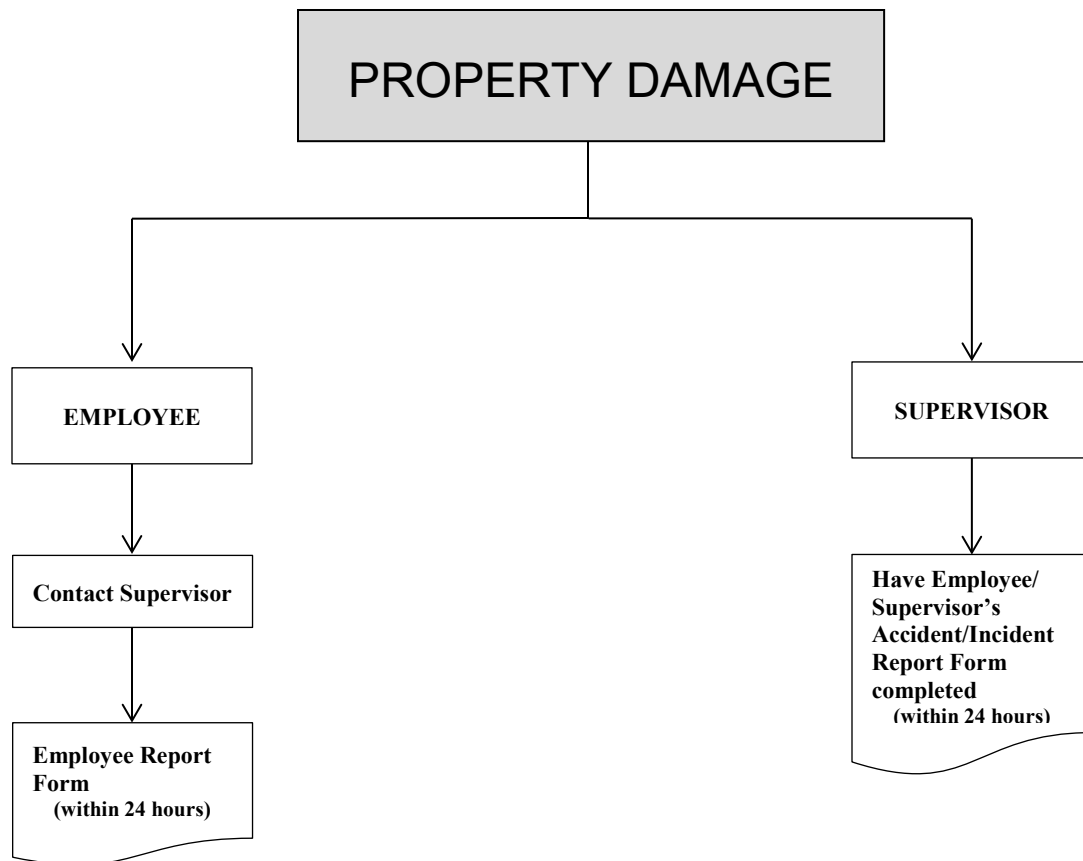 PROPERTY DAMAGE
EMPLOYEE
Contact Supervisor
Employee Report
Form
(within 24 hours)
SUPERVISOR
Have Employee/
Supervisor’s
Accident/Incident
Report Form
completed
(within 24 hours)